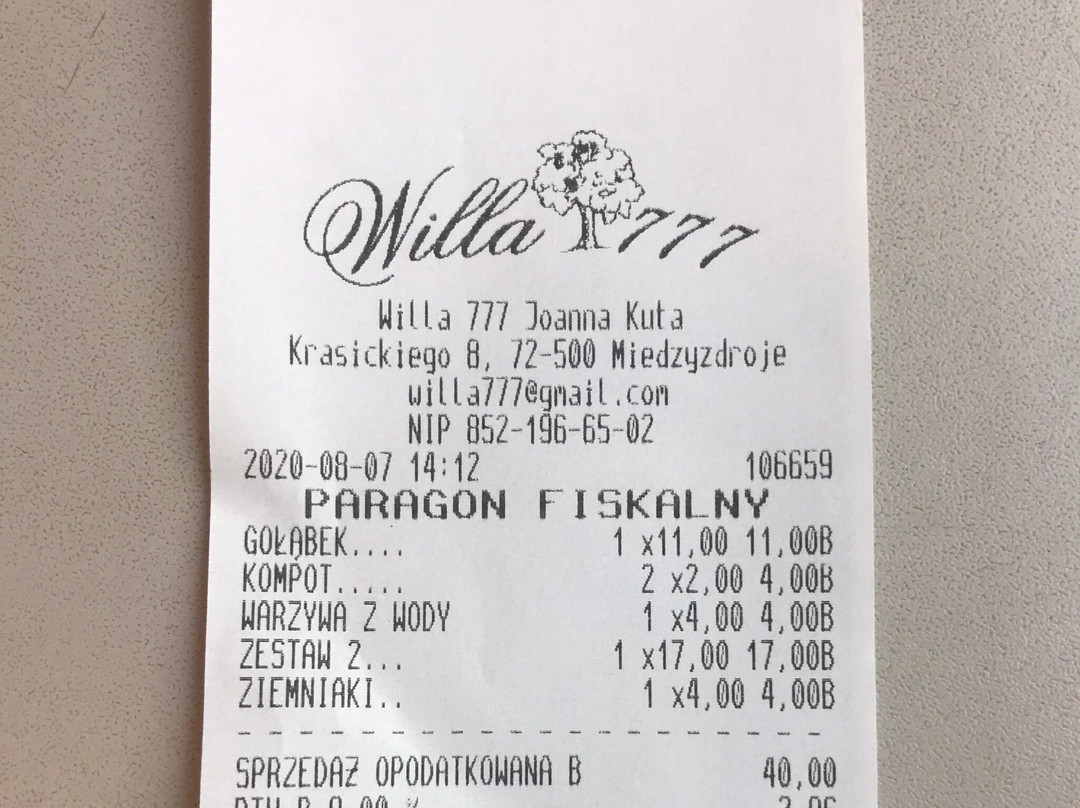 Willa 777
Willa 777 Joanna Kuta
Krasickiego 8, 72-500 Miedzyzdroje
willa777@gmail.com
NIP 852-196-65-02
2020-08-07 14:12 106659
PARAGON FISKALNY
GOŁĄBEK.... 1 x11,00 11,00B
KOMPOT..... 2 x2,00 4,00B
WARZYWA Z WODY 1 x4,00 4,00B
ZESTAW 2... 1 x17,00 17,00B
ZIEMNIAKI.. 1 x4,00 4,00B
SPRZEDAŻ OPODATKOWANA B 40,00